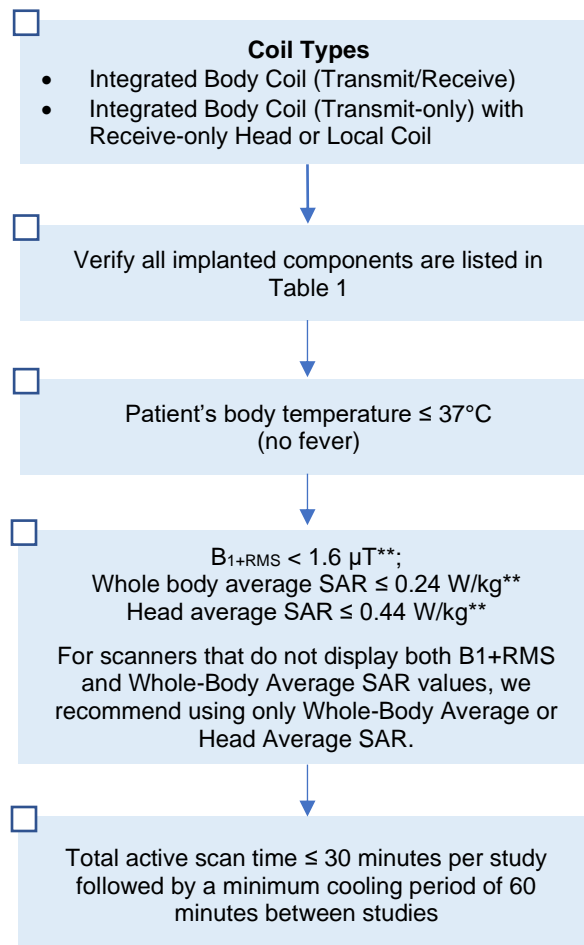 Coil Types
• Integrated Body Coil (Transmit/Receive)
• Integrated Body Coil (Transmit-only) with
Receive-only Head or Local Coil
Verify all implanted components are listed in
Table 1
Patient's body temperature ≤ 37°C
(no fever)
B1+RMS < 1.6 µT**;
Whole body average SAR ≤ 0.24 W/kg**
Head average SAR ≤ 0.44 W/kg**
For scanners that do not display both B1+RMS
and Whole-Body Average SAR values, we
recommend using only Whole-Body Average or
Head Average SAR.
Total active scan time ≤ 30 minutes per study
followed by a minimum cooling period of 60
minutes between studies